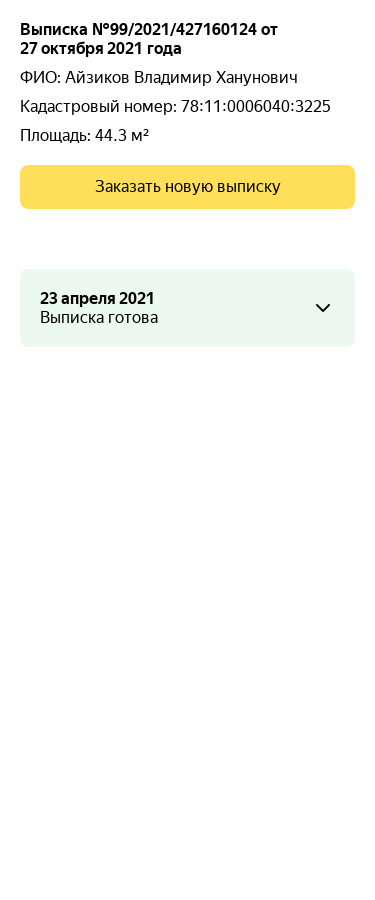 Выписка №99/2021/427160124 от
27 октября 2021 года
ФИО: Айзиков Владимир Ханунович
Кадастровый номер: 78:11:0006040:3225
Площадь: 44.3 м²
Заказать новую выписку
23 апреля 2021
Выписка готова